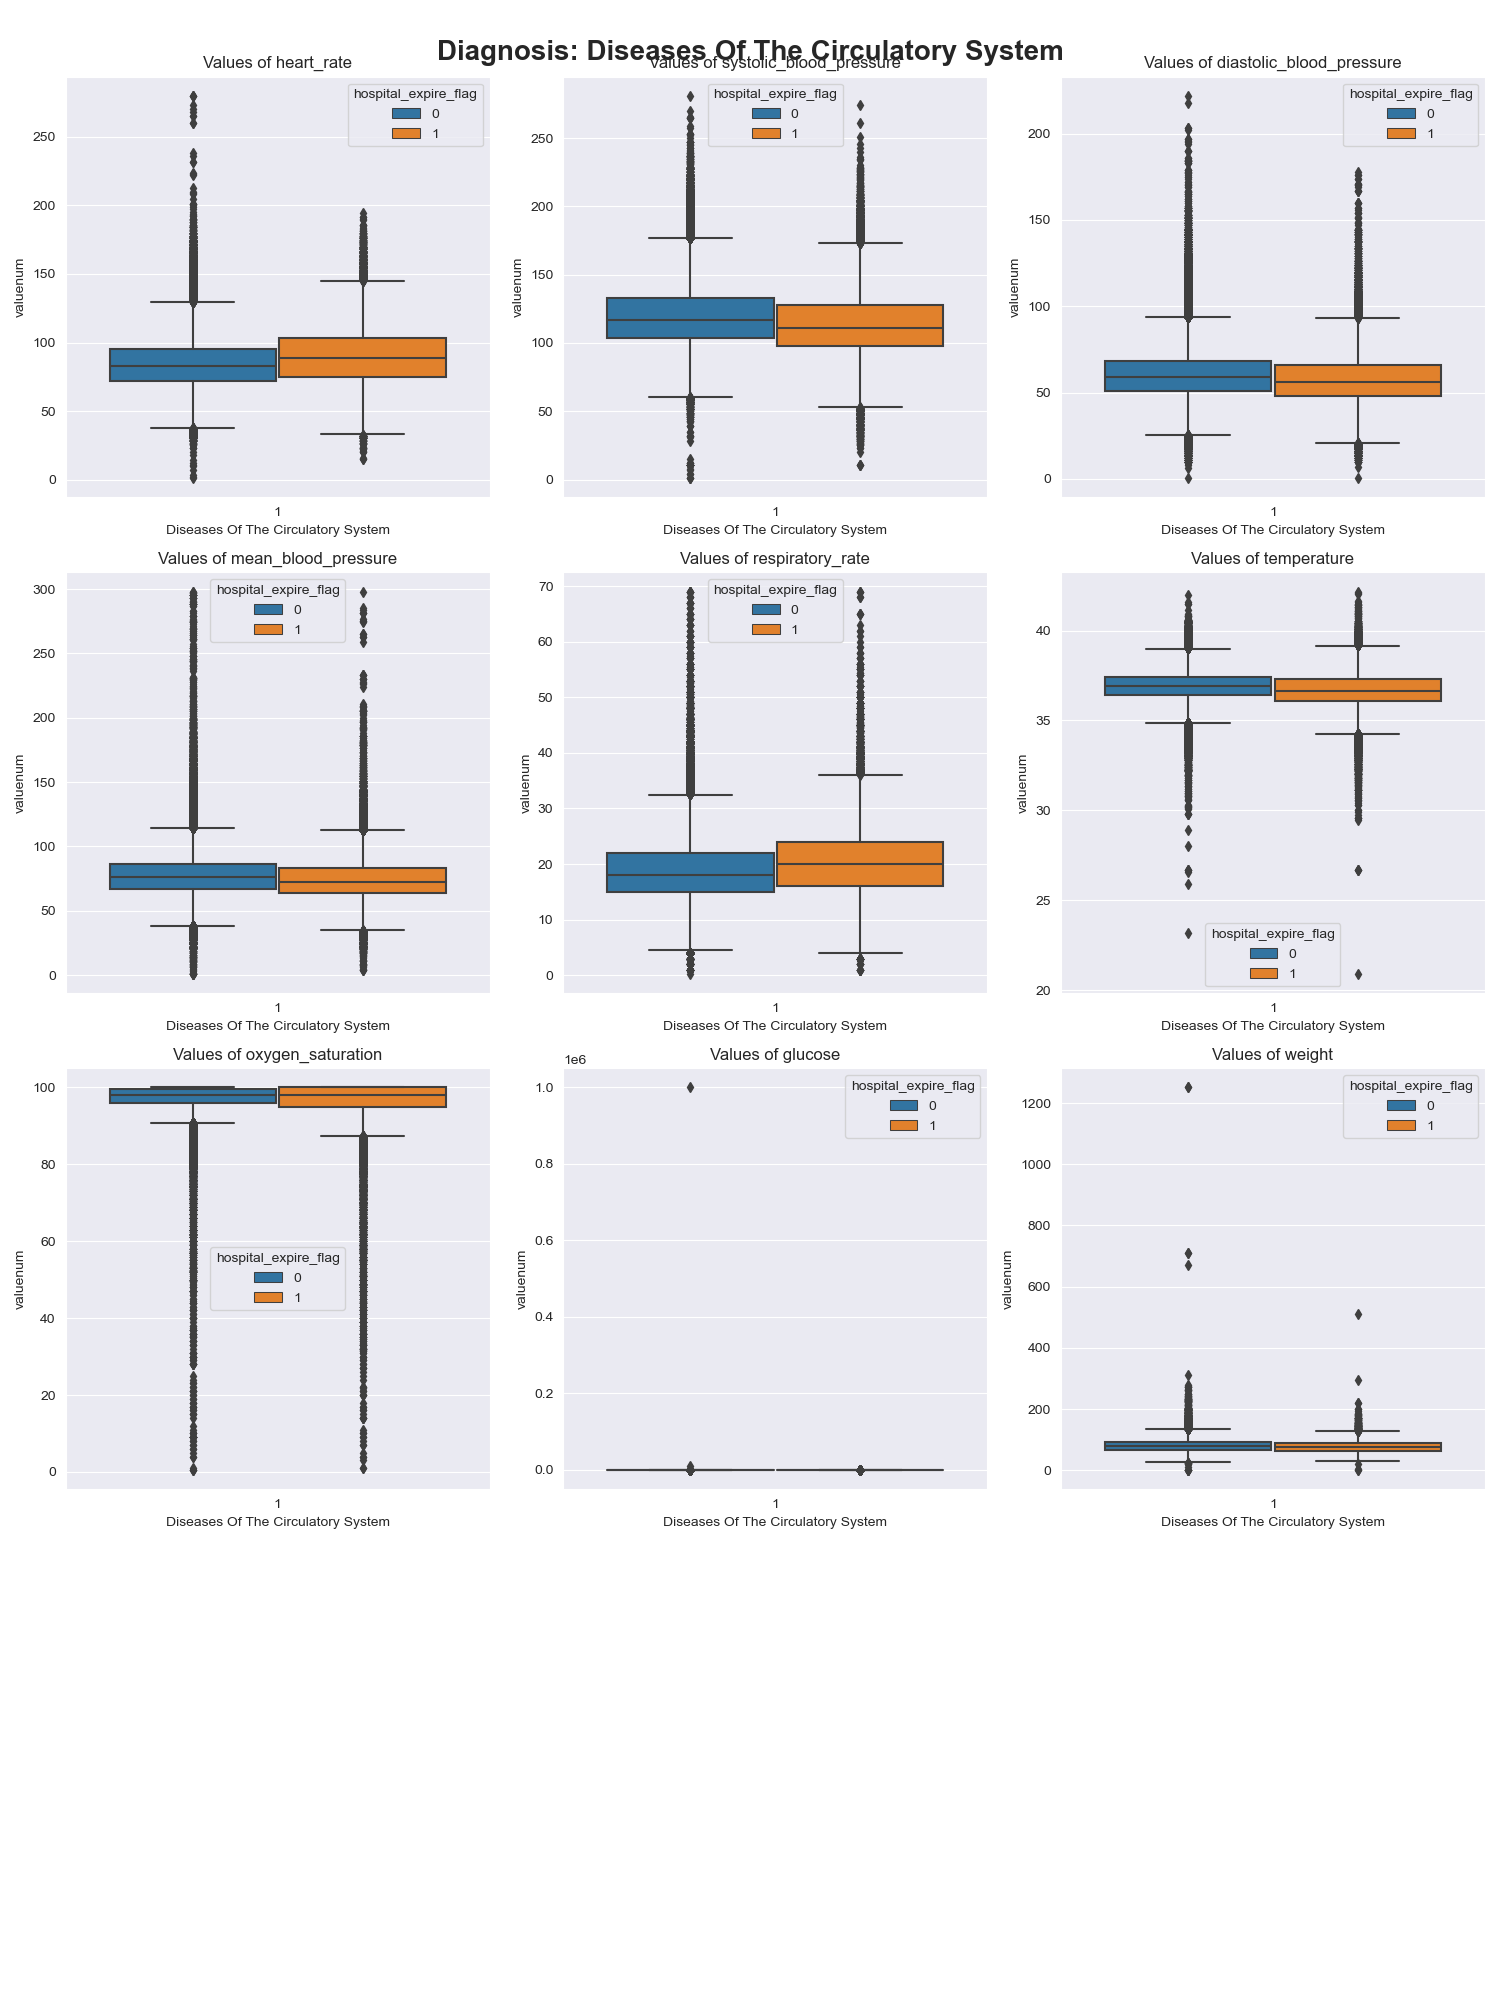 Diagnosis: Diseases Of The Circulatory System
Values of heart_rate
valuenum
250
200
150
100
50
0
hospital_expire_flag
0
1
1
Diseases Of The Circulatory System
Values of systolic_blood_pressure
valuenum
250
200
150
100
50
0
hospital_expire_flag
0
1
1
Diseases Of The Circulatory System
Values of diastolic_blood_pressure
valuenum
200
150
100
50
0
hospital_expire_flag
0
1
1
Diseases Of The Circulatory System
Values of mean_blood_pressure
valuenum
300
250
200
150
100
50
0
hospital_expire_flag
0
1
1
Diseases Of The Circulatory System
Values of respiratory_rate
valuenum
70
60
50
40
30
20
10
0
hospital_expire_flag
0
1
1
Diseases Of The Circulatory System
Values of temperature
valuenum
40
35
30
25
20
hospital_expire_flag
0
1
1
Diseases Of The Circulatory System
Values of oxygen_saturation
valuenum
100
80
60
40
20
0
hospital_expire_flag
0
1
1
Diseases Of The Circulatory System
Values of glucose
1e6
valuenum
1.0
0.8
0.6
0.4
0.2
0.0
hospital_expire_flag
0
1
1
Diseases Of The Circulatory System
Values of weight
valuenum
1200
1000
800
600
400
200
0
hospital_expire_flag
0
1
1
Diseases Of The Circulatory System